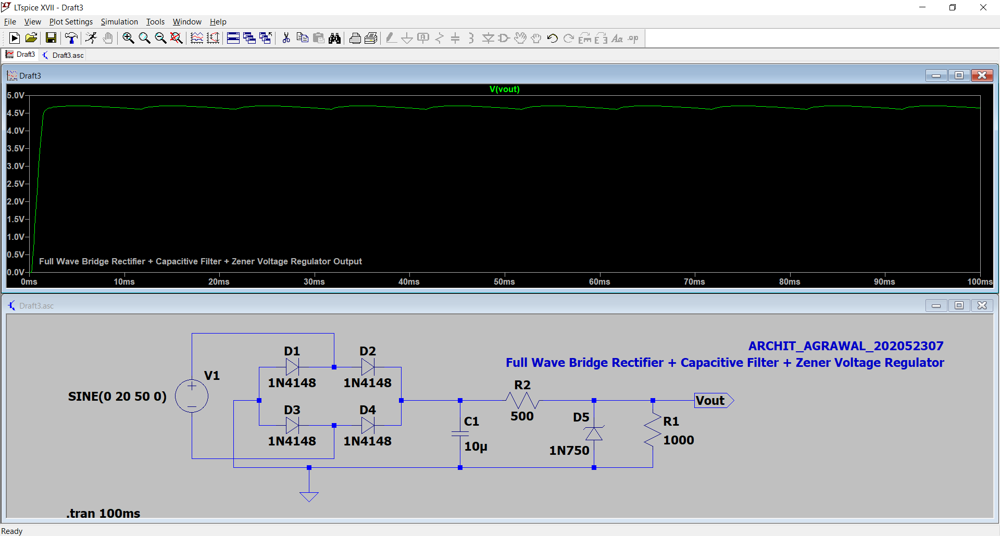 LTspice XVII - Draft3
File View Plot Settings Simulation Tools Window Help
Draft3 Draft3.asc
Draft3
V(vout)
5.0V
4.5V
4.0V
3.5V
3.0V
2.5V
2.0V
1.5V
1.0V
0.5V
0.0V
Full Wave Bridge Rectifier + Capacitive Filter + Zener Voltage Regulator Output
0ms 10ms 20ms 30ms 40ms 50ms 60ms 70ms 80ms 90ms 100ms
Draft3.asc
ARCHIT_AGRAWAL_202052307
Full Wave Bridge Rectifier + Capacitive Filter + Zener Voltage Regulator
V1
SINE(0 20 50 0)
D1
1N4148
D2
1N4148
D3
1N4148
D4
1N4148
C1
10µ
R2
500
D5
1N750
R1
1000
Vout
.tran 100ms
Ready